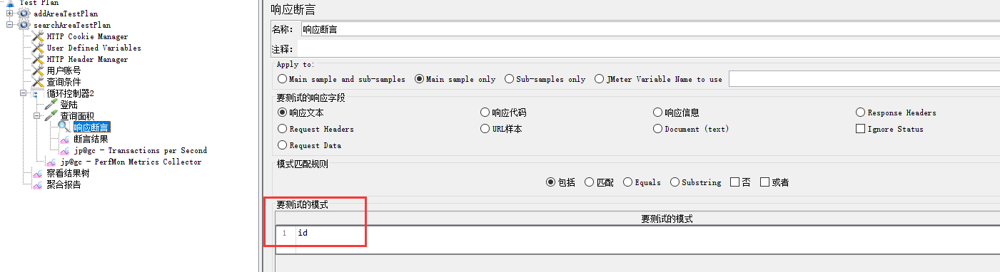 Test Plan
addAreaTestPlan
searchAreaTestPlan
HTTP Cookie Manager
User Defined Variables
HTTP Header Manager
用户账号
查询条件
循环控制器2
登陆
查询面积
响应断言
断言结果
jp@gc - Transactions per Second
jp@gc - PerfMon Metrics Collector
察看结果树
聚合报告
响应断言
名称： 响应断言
注释：
Apply to:
Main sample and sub-samples Main sample only Sub-samples only JMeter Variable Name to use
要测试的响应字段
响应文本 响应代码 响应信息 Response Headers
Request Headers URL样本 Document (text) Ignore Status
Request Data
模式匹配规则
包括 匹配 Equals Substring 否 或者
要测试的模式
要测试的模式
1 id